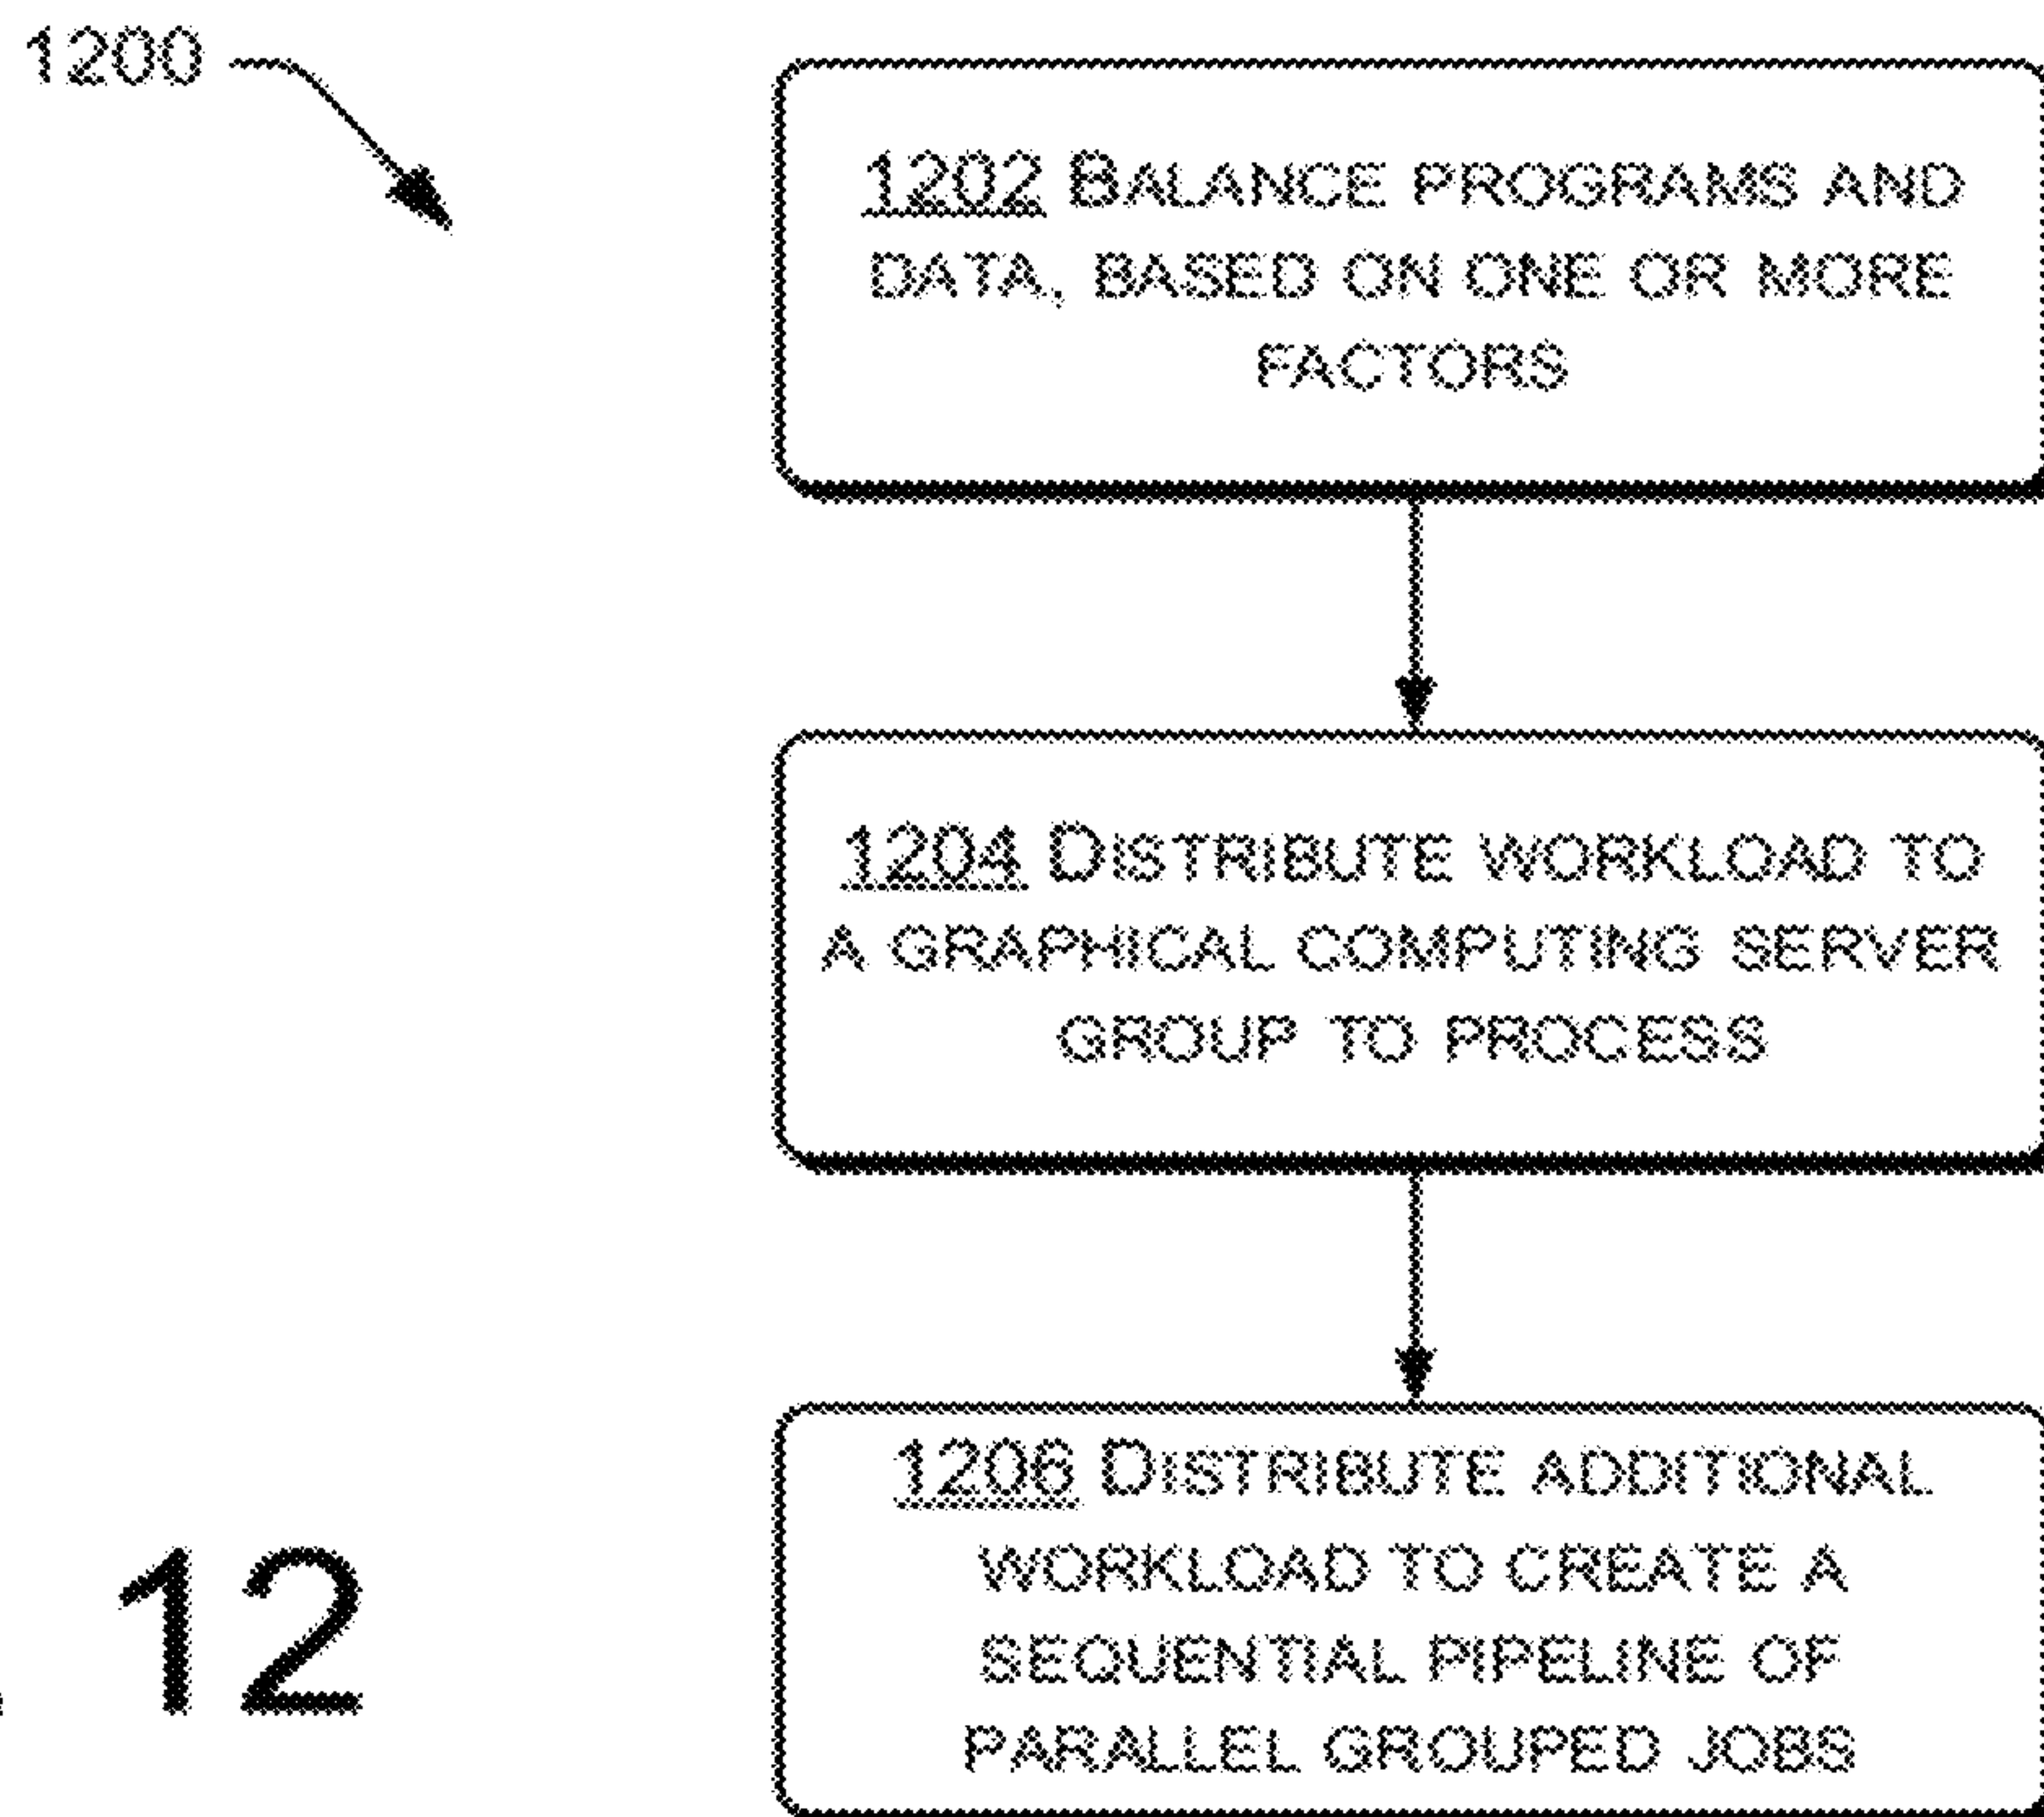 1200
1202 BALANCE PROGRAMS AND
DATA, BASED ON ONE OR MORE
FACTORS
1204 DISTRIBUTE WORKLOAD TO
A GRAPHICAL COMPUTING SERVER
GROUP TO PROCESS
1206 DISTRIBUTE ADDITIONAL
WORKLOAD TO CREATE A
SEQUENTIAL PIPELINE OF
PARALLEL GROUPED JOBS
12